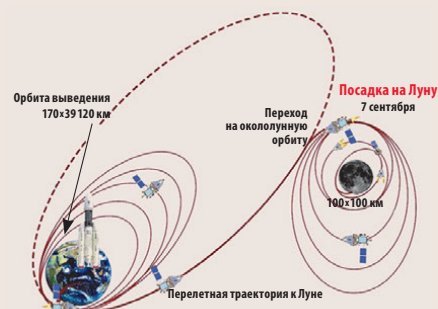 Орбита выведения
170×39 120 км
Переход
на окололунную
орбиту
Посадка на Луну
7 сентября
100×100 км
Перелетная траектория к Луне